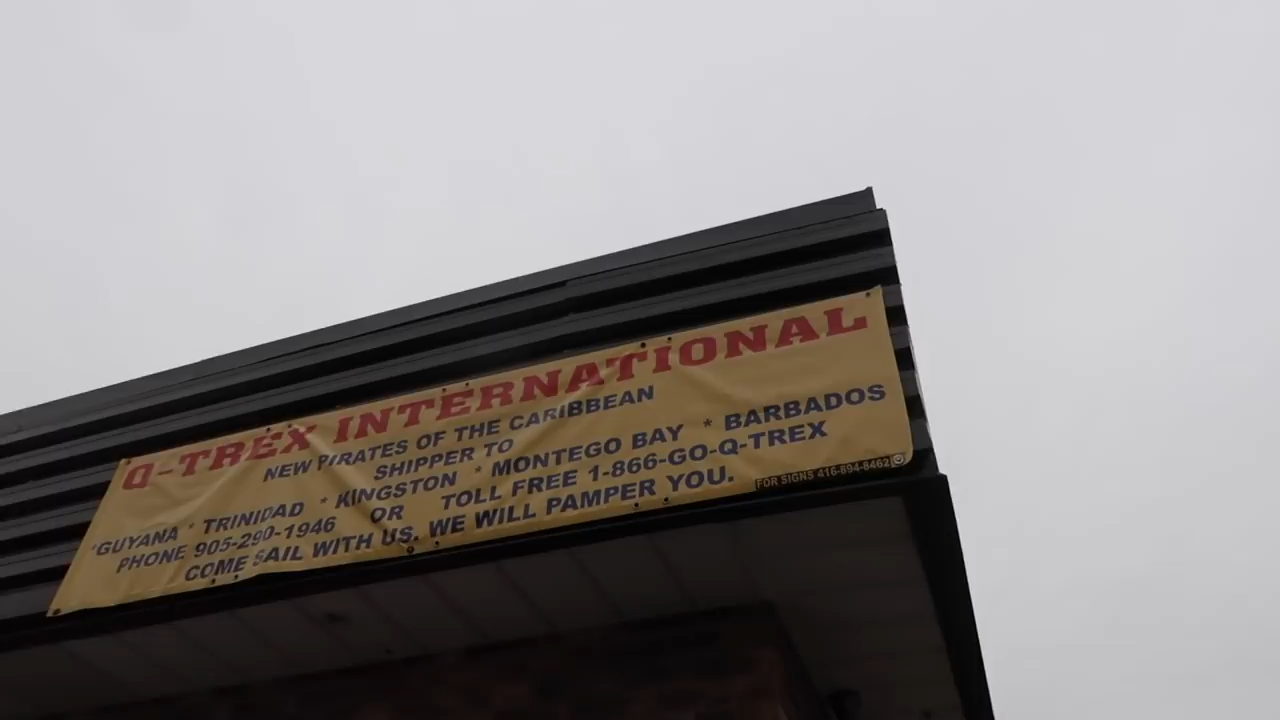 Q-TREX INTERNATIONAL
NEW PIRATES OF THE CARIBBEAN
SHIPPER TO
*GUYANA * TRINIDAD * KINGSTON * MONTEGO BAY * BARBADOS
PHONE 905-290-1946 OR TOLL FREE 1-866-GO-Q-TREX
COME SAIL WITH US. WE WILL PAMPER YOU.
FOR SIGNS 416-894-8462